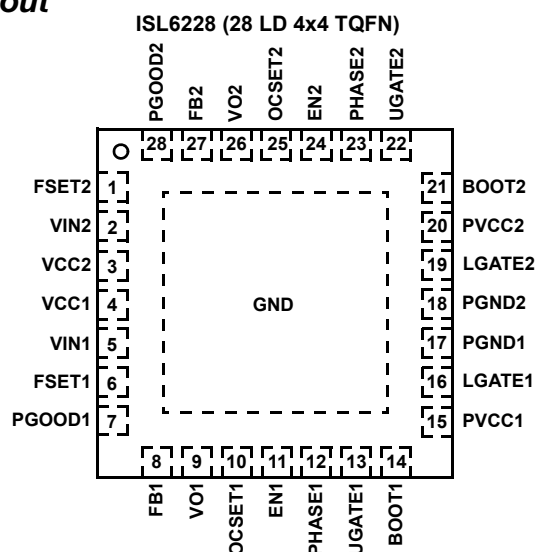 out
ISL6228 (28 LD 4x4 TQFN)
PGOOD2
FB2
VO2
OCSET2
EN2
PHASE2
UGATE2
28 27 26 25 24 23 22
FSET2 1
VIN2 2
VCC2 3
VCC1 4
VIN1 5
FSET1 6
PGOOD1 7
GND
21 BOOT2
20 PVCC2
19 LGATE2
18 PGND2
17 PGND1
16 LGATE1
15 PVCC1
8 9 10 11 12 13 14
FB1
VO1
OCSET1
EN1
PHASE1
UGATE1
BOOT1